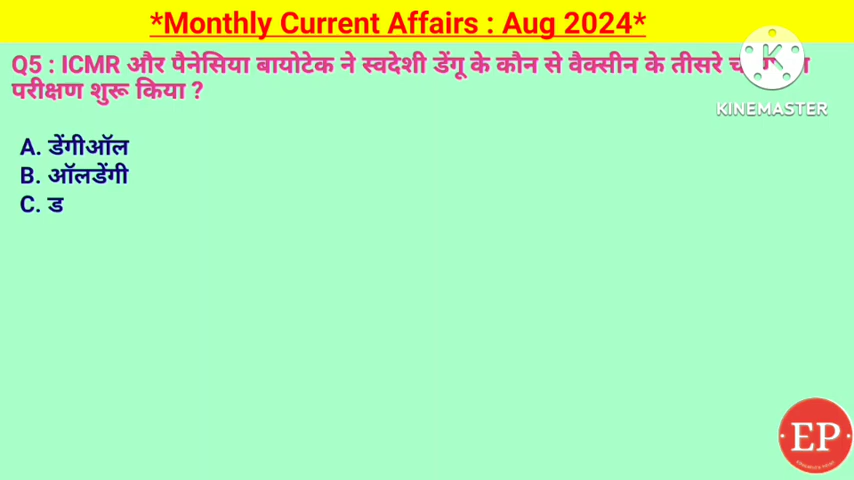 *Monthly Current Affairs : Aug 2024*
Q5 : ICMR और पैनेसिया बायोटेक ने स्वदेशी डेंगू के कौन से वैक्सीन के तीसरे
परीक्षण शुरू किया ?
KINEMASTER
A. डेंगीऑल
B. ऑलडेंगी
C. ड
EP